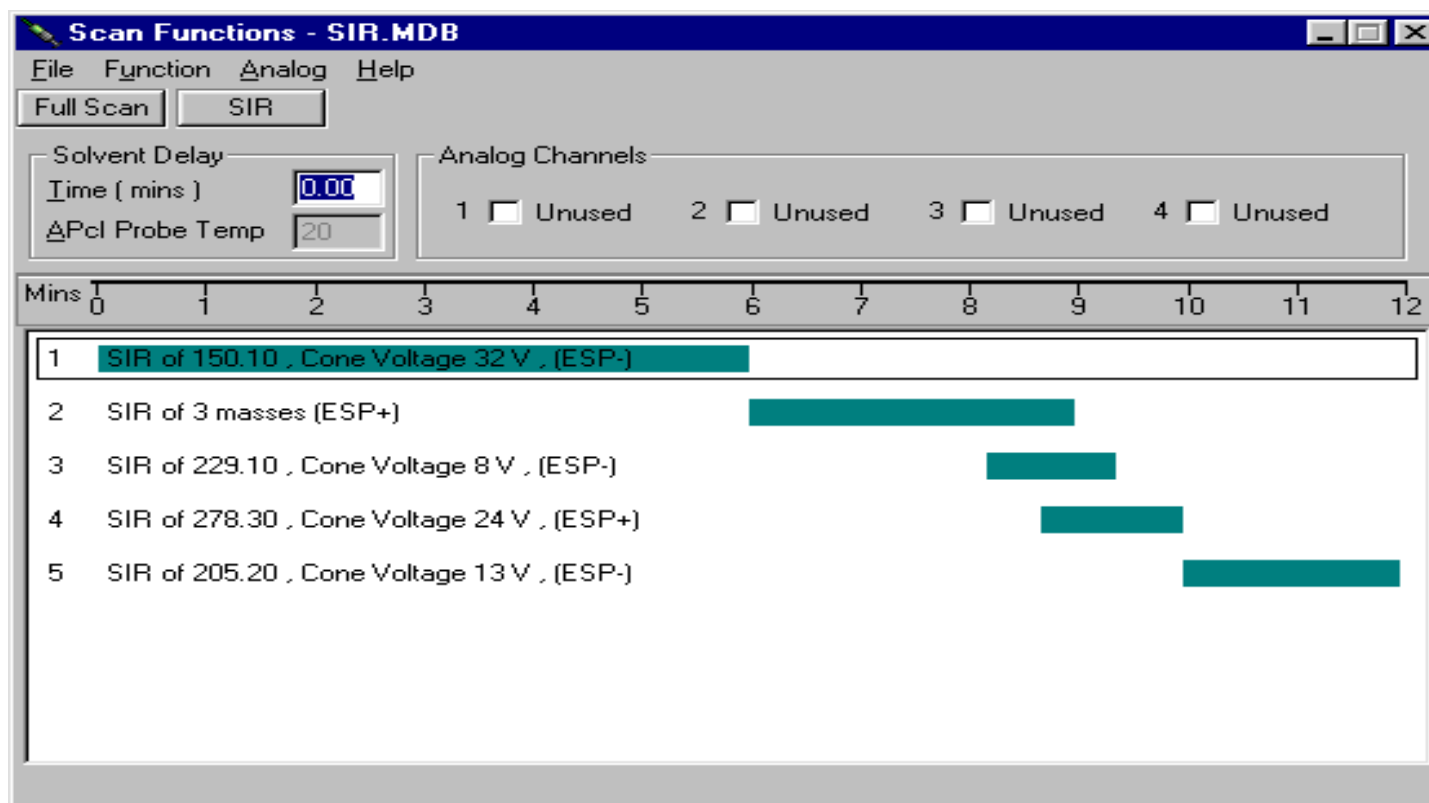 Scan Functions - SIR.MDB
File Function Analog Help
Full Scan SIR
Solvent Delay
Time ( mins ) 0.00
APcI Probe Temp 20
Analog Channels
1 Unused 2 Unused 3 Unused 4 Unused
Mins 0 1 2 3 4 5 6 7 8 9 10 11 12
1 SIR of 150.10 , Cone Voltage 32 V , (ESP-)
2 SIR of 3 masses (ESP+)
3 SIR of 229.10 , Cone Voltage 8 V , (ESP-)
4 SIR of 278.30 , Cone Voltage 24 V , (ESP+)
5 SIR of 205.20 , Cone Voltage 13 V , (ESP-)